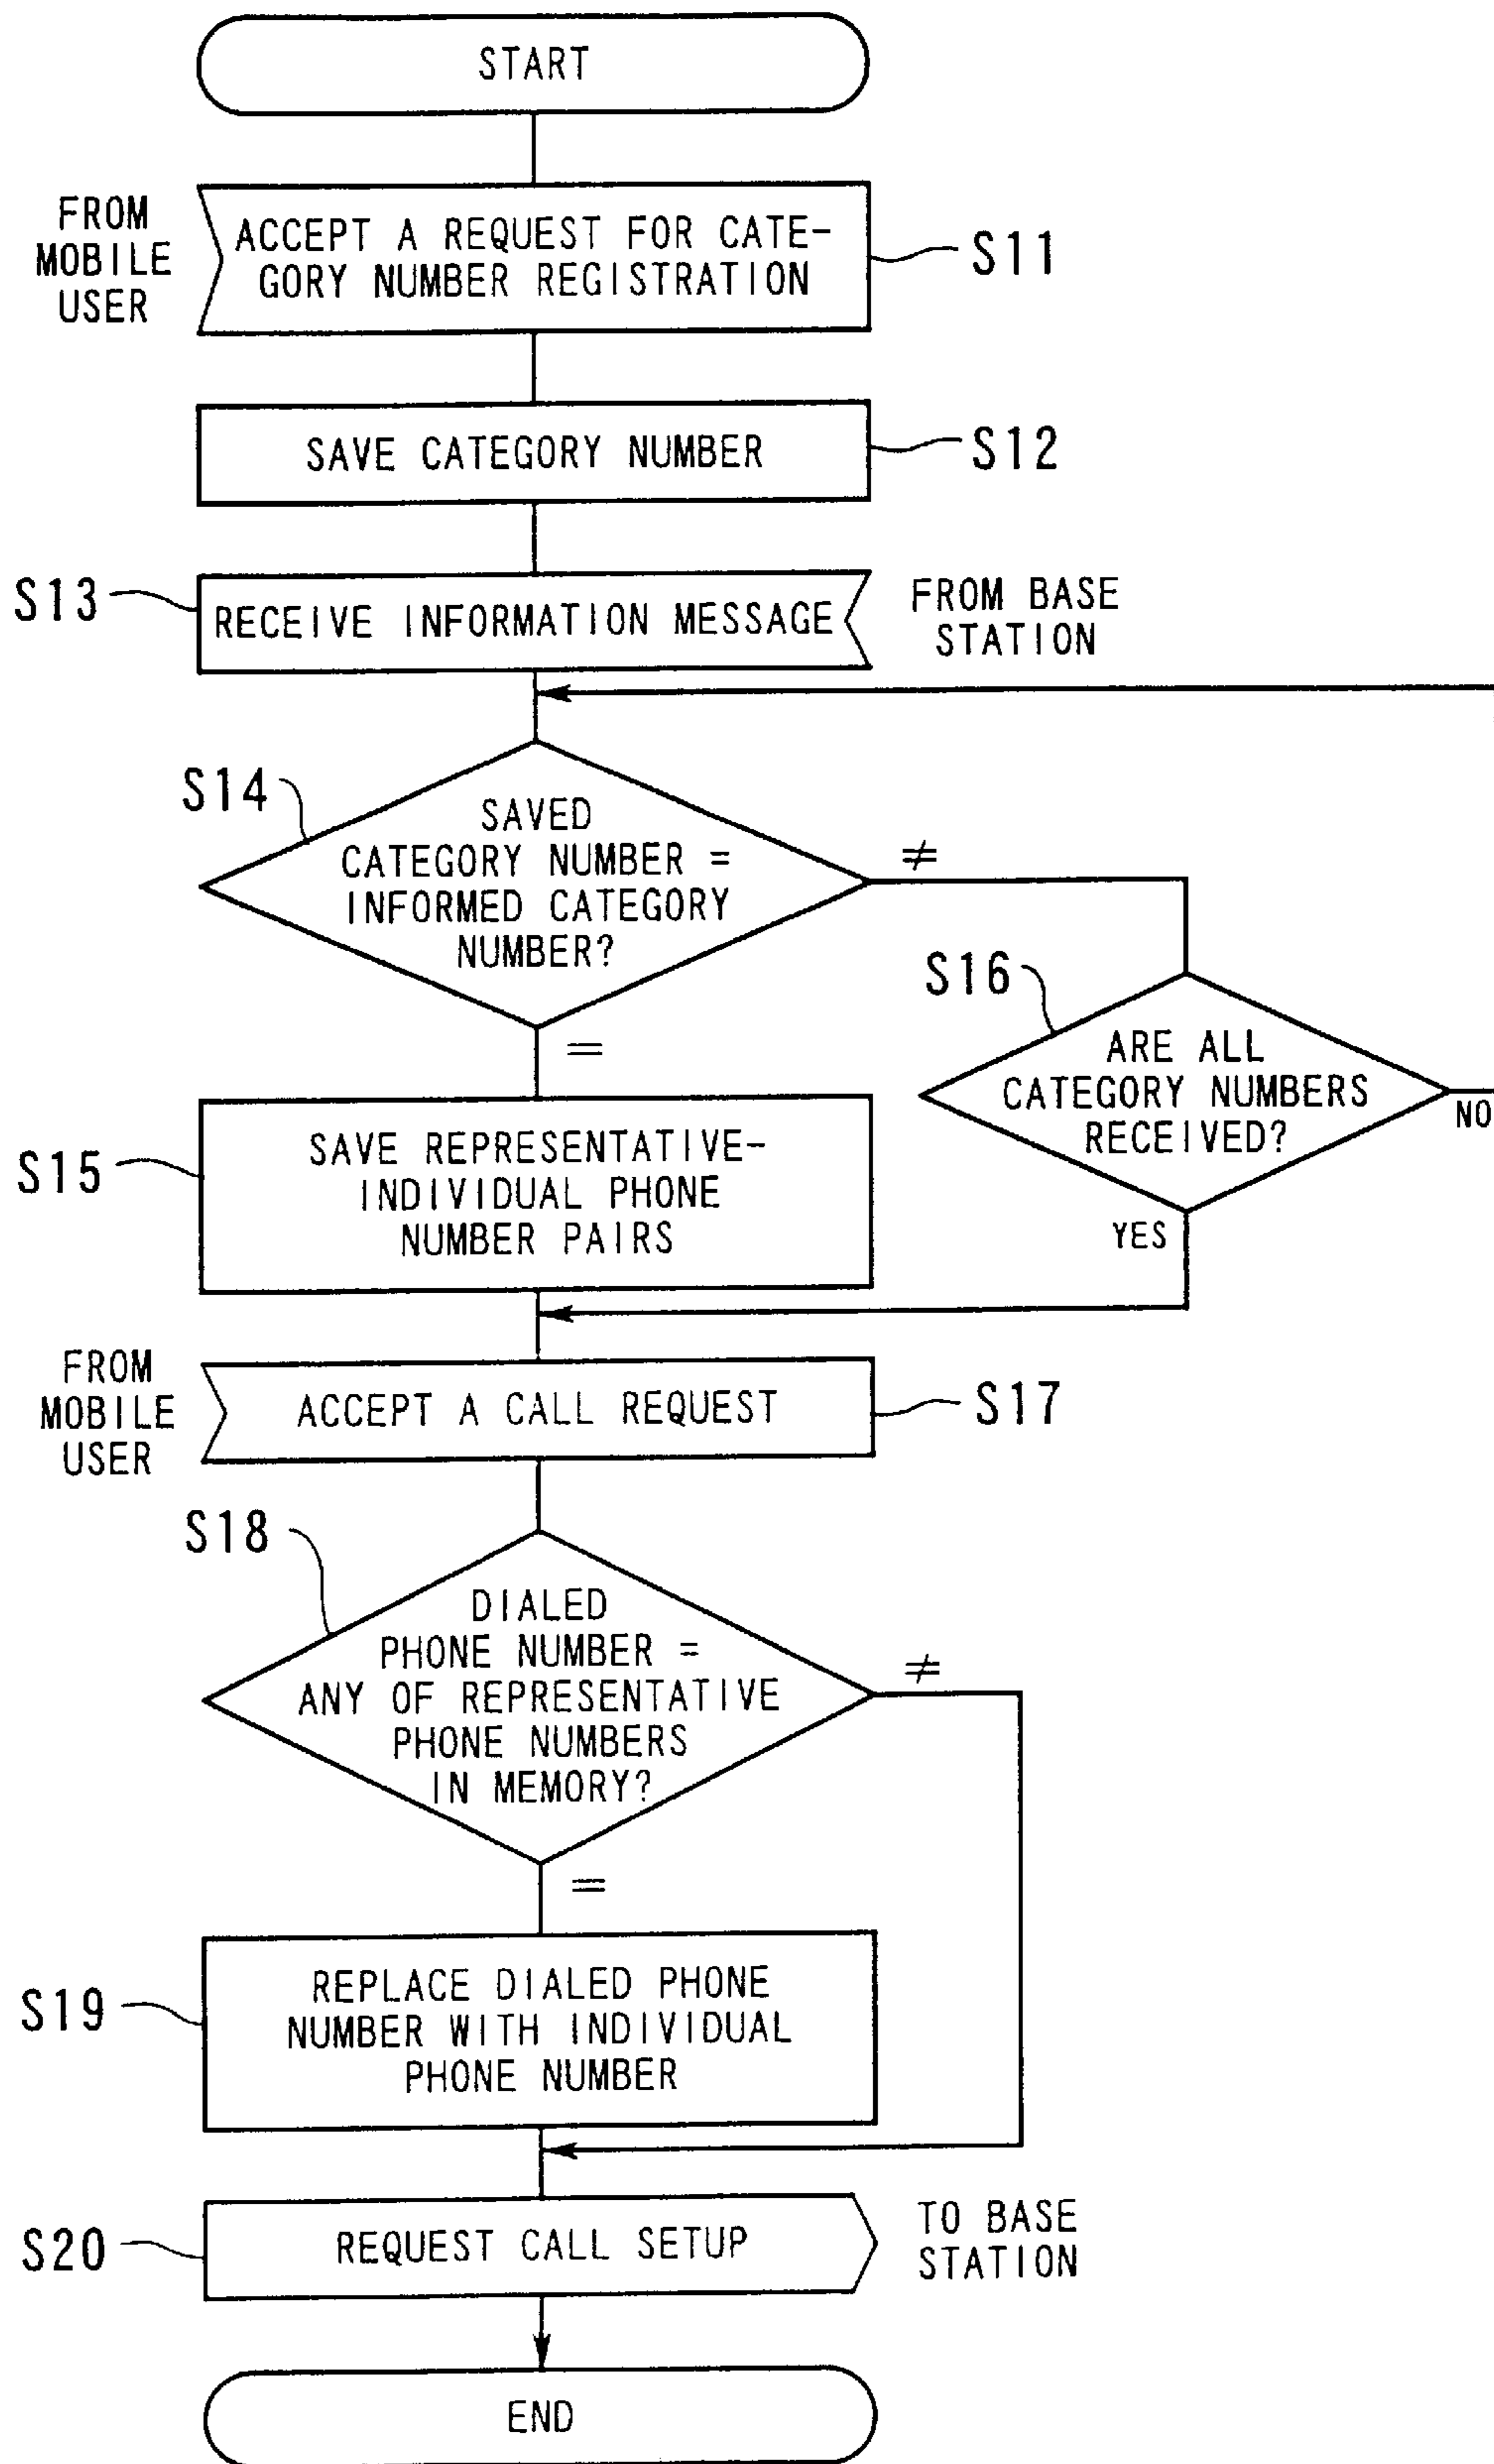 START
FROM
MOBILE
USER
ACCEPT A REQUEST FOR CATE-
GORY NUMBER REGISTRATION
S11
SAVE CATEGORY NUMBER
S12
S13
RECEIVE INFORMATION MESSAGE
FROM BASE
STATION
S14
SAVED
CATEGORY NUMBER =
INFORMED CATEGORY
NUMBER?
≠
=
S16
ARE ALL
CATEGORY NUMBERS
RECEIVED?
NO
YES
S15
SAVE REPRESENTATIVE-
INDIVIDUAL PHONE
NUMBER PAIRS
FROM
MOBILE
USER
ACCEPT A CALL REQUEST
S17
S18
DIALED
PHONE NUMBER =
ANY OF REPRESENTATIVE
PHONE NUMBERS
IN MEMORY?
≠
=
S19
REPLACE DIALED PHONE
NUMBER WITH INDIVIDUAL
PHONE NUMBER
S20
REQUEST CALL SETUP
TO BASE
STATION
END